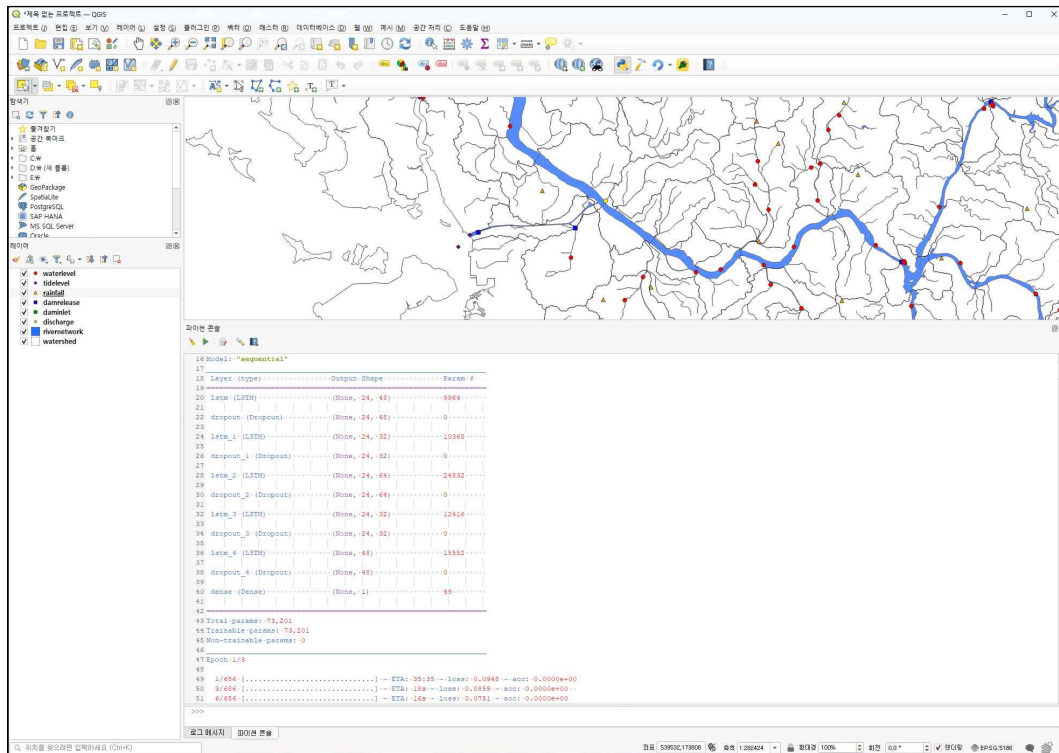 *제목 없는 프로젝트 — QGIS
프로젝트 (J) 편집 (E) 보기 (V) 레이어 (L) 설정 (S) 플러그인 (P) 벡터 (O) 래스터 (R) 데이터베이스 (D) 웹 (W) 메시 (M) 공간 처리 (C) 도움말 (H)
탐색기
즐겨찾기
공간 북마크
홈
C:₩
D:₩ (새 볼륨)
E:₩
GeoPackage
SpatiaLite
PostgreSQL
SAP HANA
MS SQL Server
Oracle
레이어
waterlevel
tidelevel
rainfall
damrelease
daminlet
discharge
rivernetwork
watershed
파이썬 콘솔
16 Model: "sequential"
17
18 Layer (type) Output Shape Param #
19 =================================================================
20 lstm (LSTM) (None, 24, 48) 9984
21
22 dropout (Dropout) (None, 24, 48) 0
23
24 lstm_1 (LSTM) (None, 24, 32) 10368
25
26 dropout_1 (Dropout) (None, 24, 32) 0
27
28 lstm_2 (LSTM) (None, 24, 64) 24832
29
30 dropout_2 (Dropout) (None, 24, 64) 0
31
32 lstm_3 (LSTM) (None, 24, 32) 12416
33
34 dropout_3 (Dropout) (None, 24, 32) 0
35
36 lstm_4 (LSTM) (None, 48) 15552
37
38 dropout_4 (Dropout) (None, 48) 0
39
40 dense (Dense) (None, 1) 49
41
42 =================================================================
43 Total params: 73,201
44 Trainable params: 73,201
45 Non-trainable params: 0
46
47 Epoch 1/3
48
49 1/686 [..............................] - ETA: 38:38 - loss: 0.0948 - acc: 0.0000e+00
50 3/686 [..............................] - ETA: 18s - loss: 0.0859 - acc: 0.0000e+00
51 6/686 [..............................] - ETA: 16s - loss: 0.0751 - acc: 0.0000e+00
>>>
로그 메시지 파이썬 콘솔
위치를 찾으려면 입력하세요 (Ctrl+K) 좌표 539532,173808 축척 1:282424 확대경 100% 회전 0,0 ° 렌더링 EPSG:5186